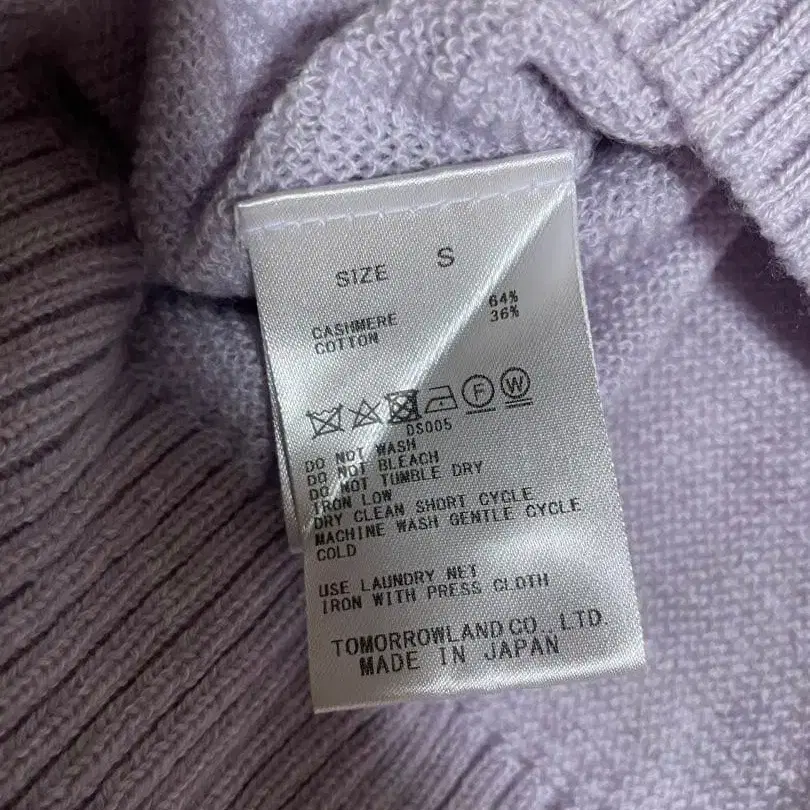 SIZE S
CASHMERE 64%
COTTON 36%
F W
DS005
DO NOT WASH
DO NOT BLEACH
DO NOT TUMBLE DRY
IRON LOW
DRY CLEAN SHORT CYCLE
MACHINE WASH GENTLE CYCLE
COLD
USE LAUNDRY NET
IRON WITH PRESS CLOTH
TOMORROWLAND CO., LTD.
MADE IN JAPAN